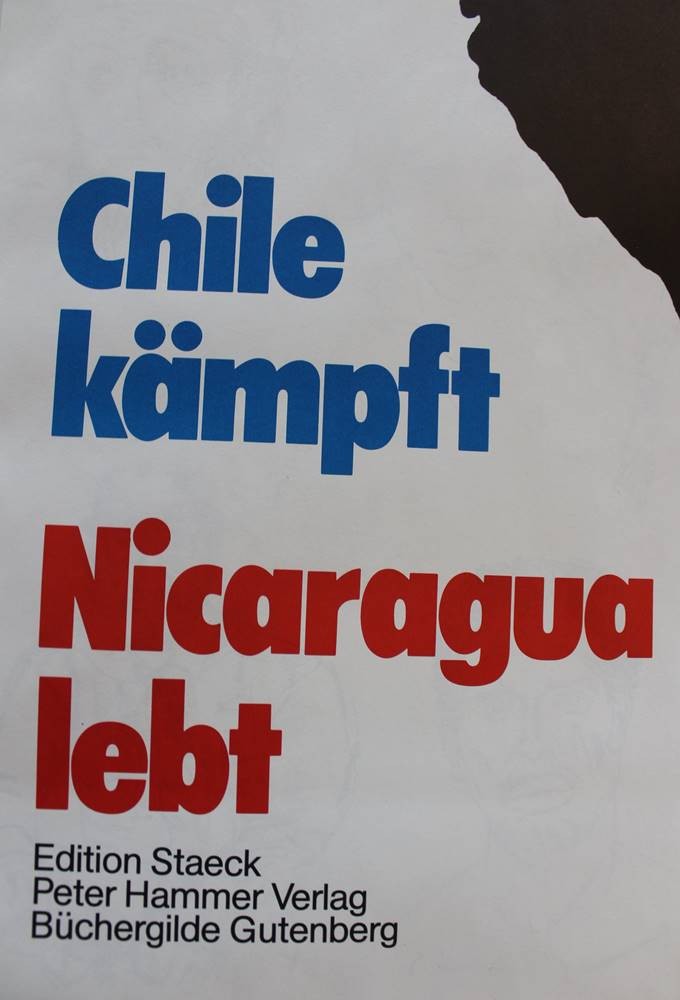 Chile
kämpft
Nicaragua
lebt
Edition Staeck
Peter Hammer Verlag
Büchergilde Gutenberg